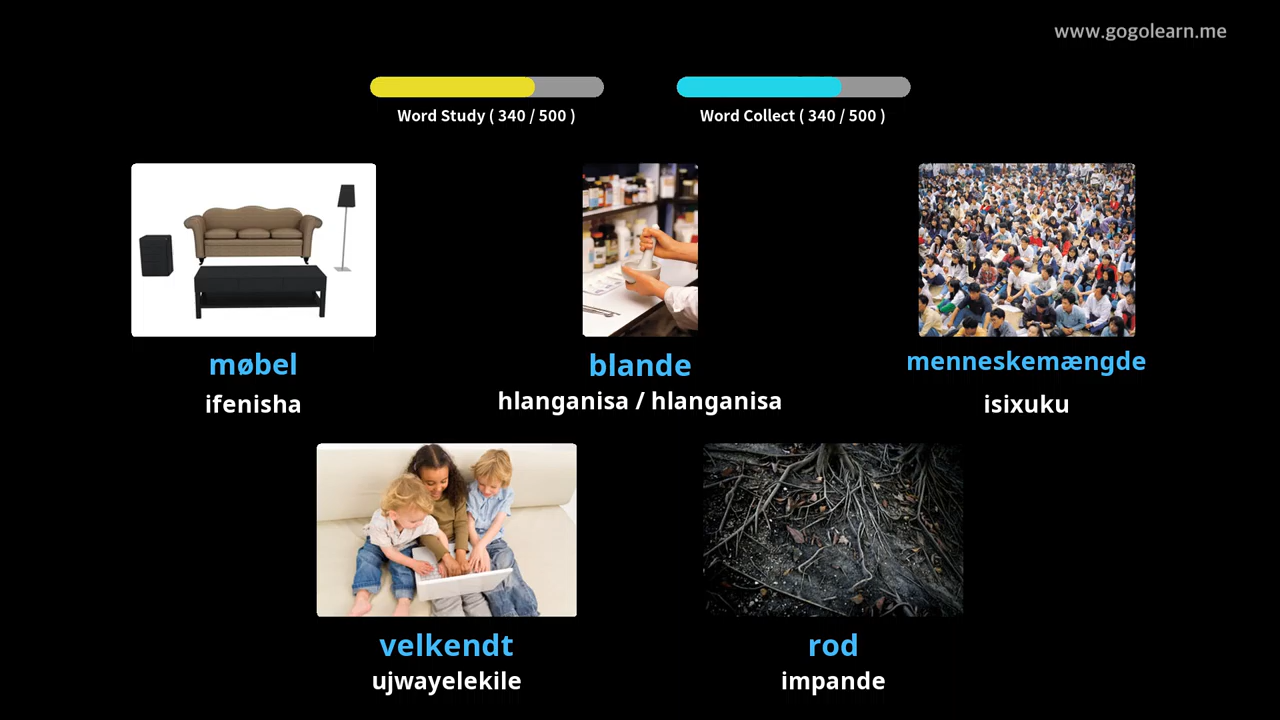 www.gogolearn.me
Word Study ( 340 / 500 )
Word Collect ( 340 / 500 )
møbel
ifenisha
blande
hlanganisa / hlanganisa
menneskemængde
isixuku
velkendt
ujwayelekile
rod
impande